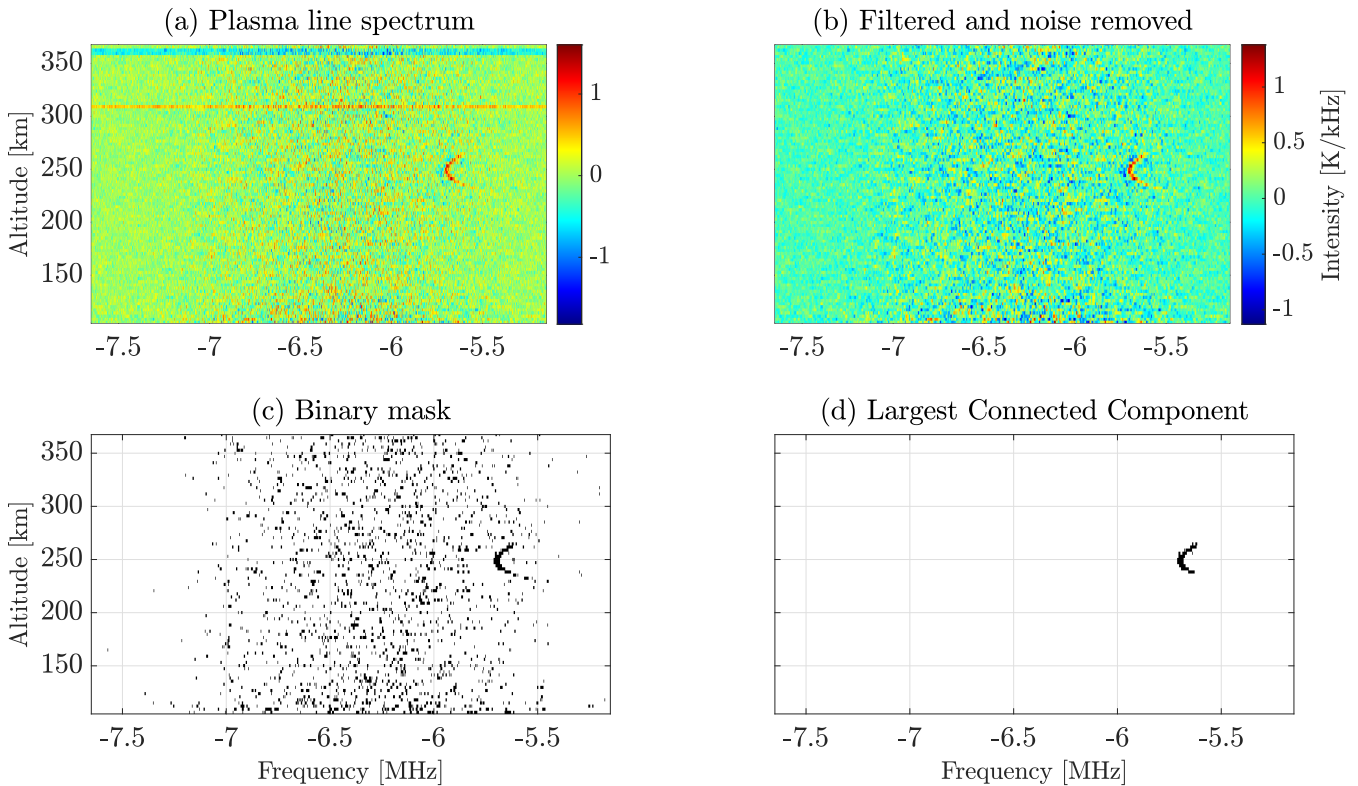 (a) Plasma line spectrum
(b) Filtered and noise removed
Altitude [km]
350
300
250
200
150
-7.5 -7 -6.5 -6 -5.5
1
0
-1
-7.5 -7 -6.5 -6 -5.5
1
0.5
0
-0.5
-1
Intensity [K/kHz]
(c) Binary mask
(d) Largest Connected Component
Altitude [km]
350
300
250
200
150
-7.5 -7 -6.5 -6 -5.5
Frequency [MHz]
-7.5 -7 -6.5 -6 -5.5
Frequency [MHz]